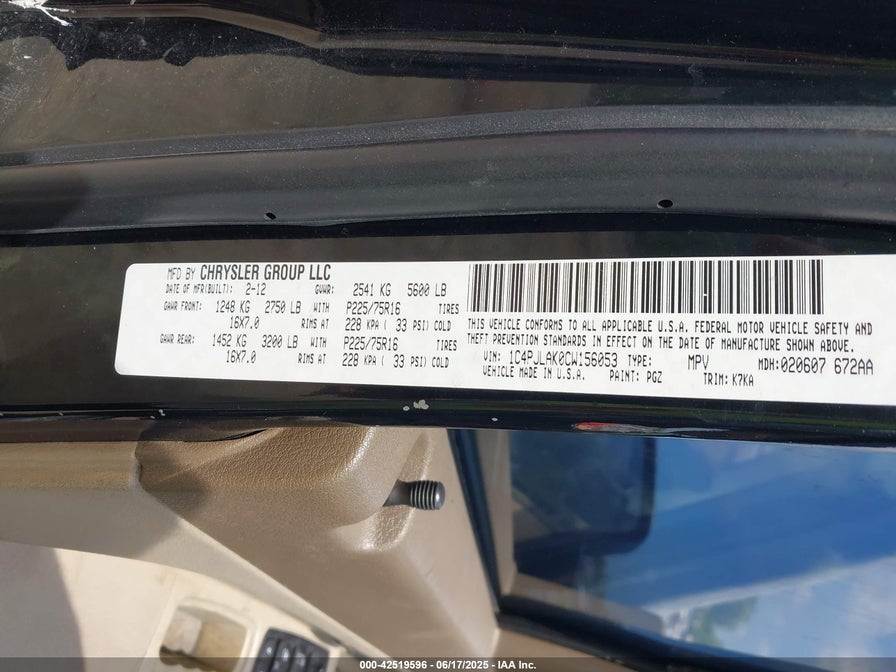 MFD BY CHRYSLER GROUP LLC
DATE OF MFR(BUILT): 2-12 GVWR: 2541 KG 5600 LB
GAWR FRONT: 1248 KG 2750 LB WITH P225/75R16 TIRES
16X7.0 RIMS AT 228 KPA ( 33 PSI) COLD
GAWR REAR: 1452 KG 3200 LB WITH P225/75R16 TIRES
16X7.0 RIMS AT 228 KPA ( 33 PSI) COLD
THIS VEHICLE CONFORMS TO ALL APPLICABLE U.S.A. FEDERAL MOTOR VEHICLE SAFETY AND
THEFT PREVENTION STANDARDS IN EFFECT ON THE DATE OF MANUFACTURE SHOWN ABOVE.
VIN: 1C4PJLAK0CW156053 TYPE: MPV MDH: 020607 672AA
VEHICLE MADE IN U.S.A. PAINT: PGZ TRIM: K7KA
000-42519596 - 06/17/2025 - IAA Inc.